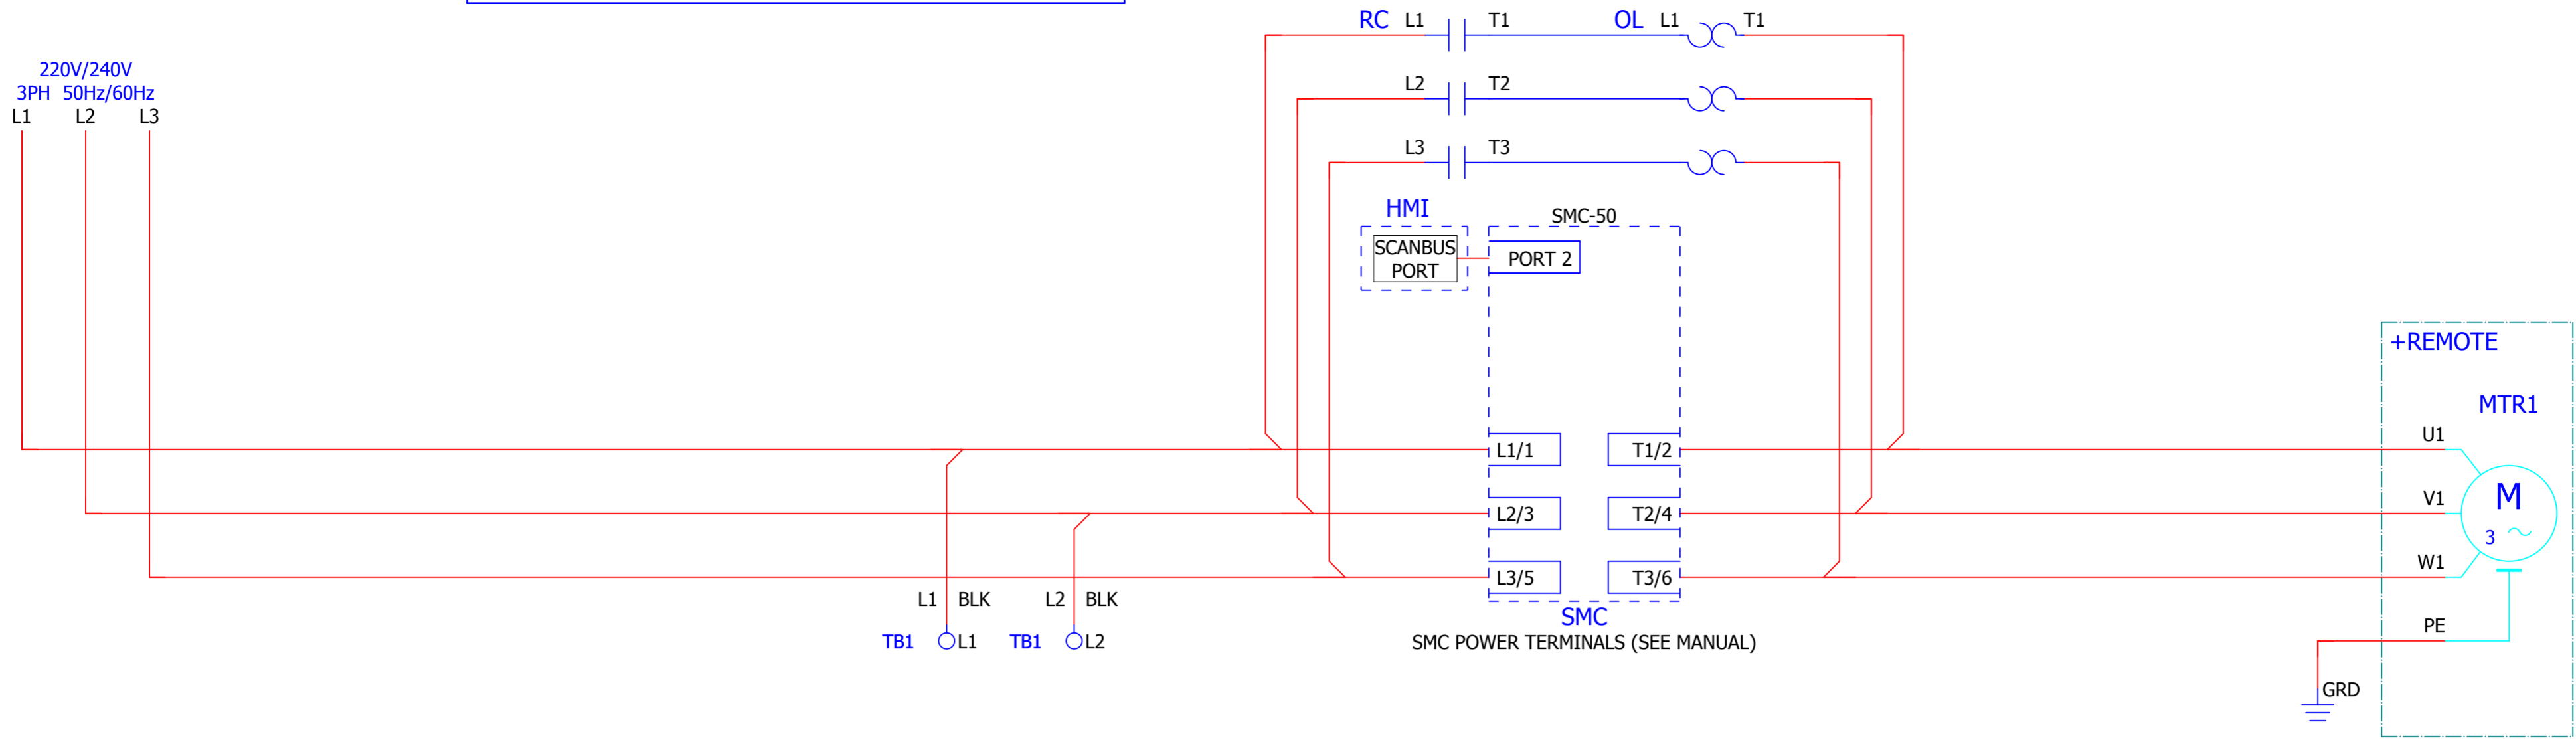 RC L1 T1 OL L1 T1
220V/240V
3PH 50Hz/60Hz
L1 L2 L3
L2 T2
L3 T3
HMI
SCANBUS
PORT
SMC-50
PORT 2
+REMOTE
MTR1
L1/1 T1/2 U1
L2/3 T2/4 V1
M
3
L3/5 T3/6 W1
L1 BLK L2 BLK
TB1 L1 TB1 L2
SMC
SMC POWER TERMINALS (SEE MANUAL)
PE
GRD